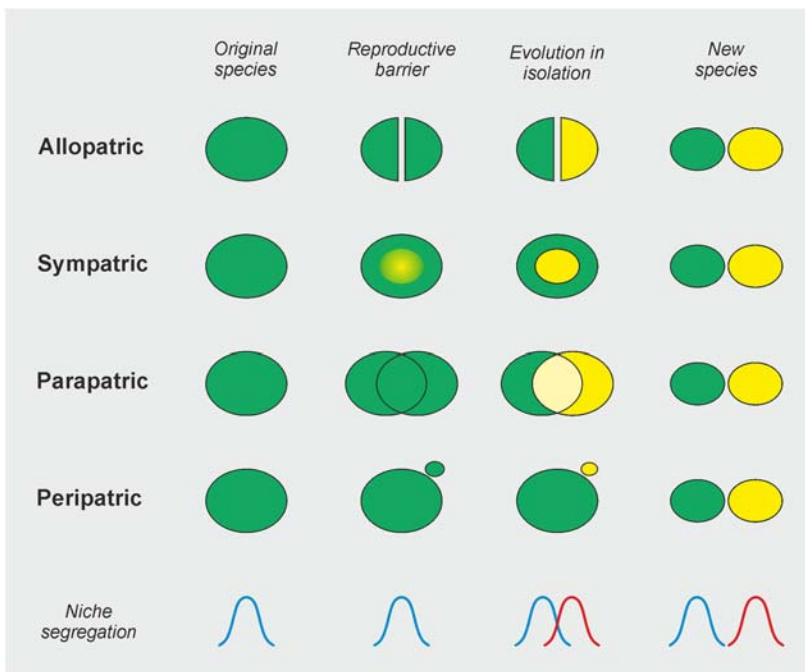 Original
species
Reproductive
barrier
Evolution in
isolation
New
species
Allopatric
Sympatric
Parapatric
Peripatric
Niche
segregation